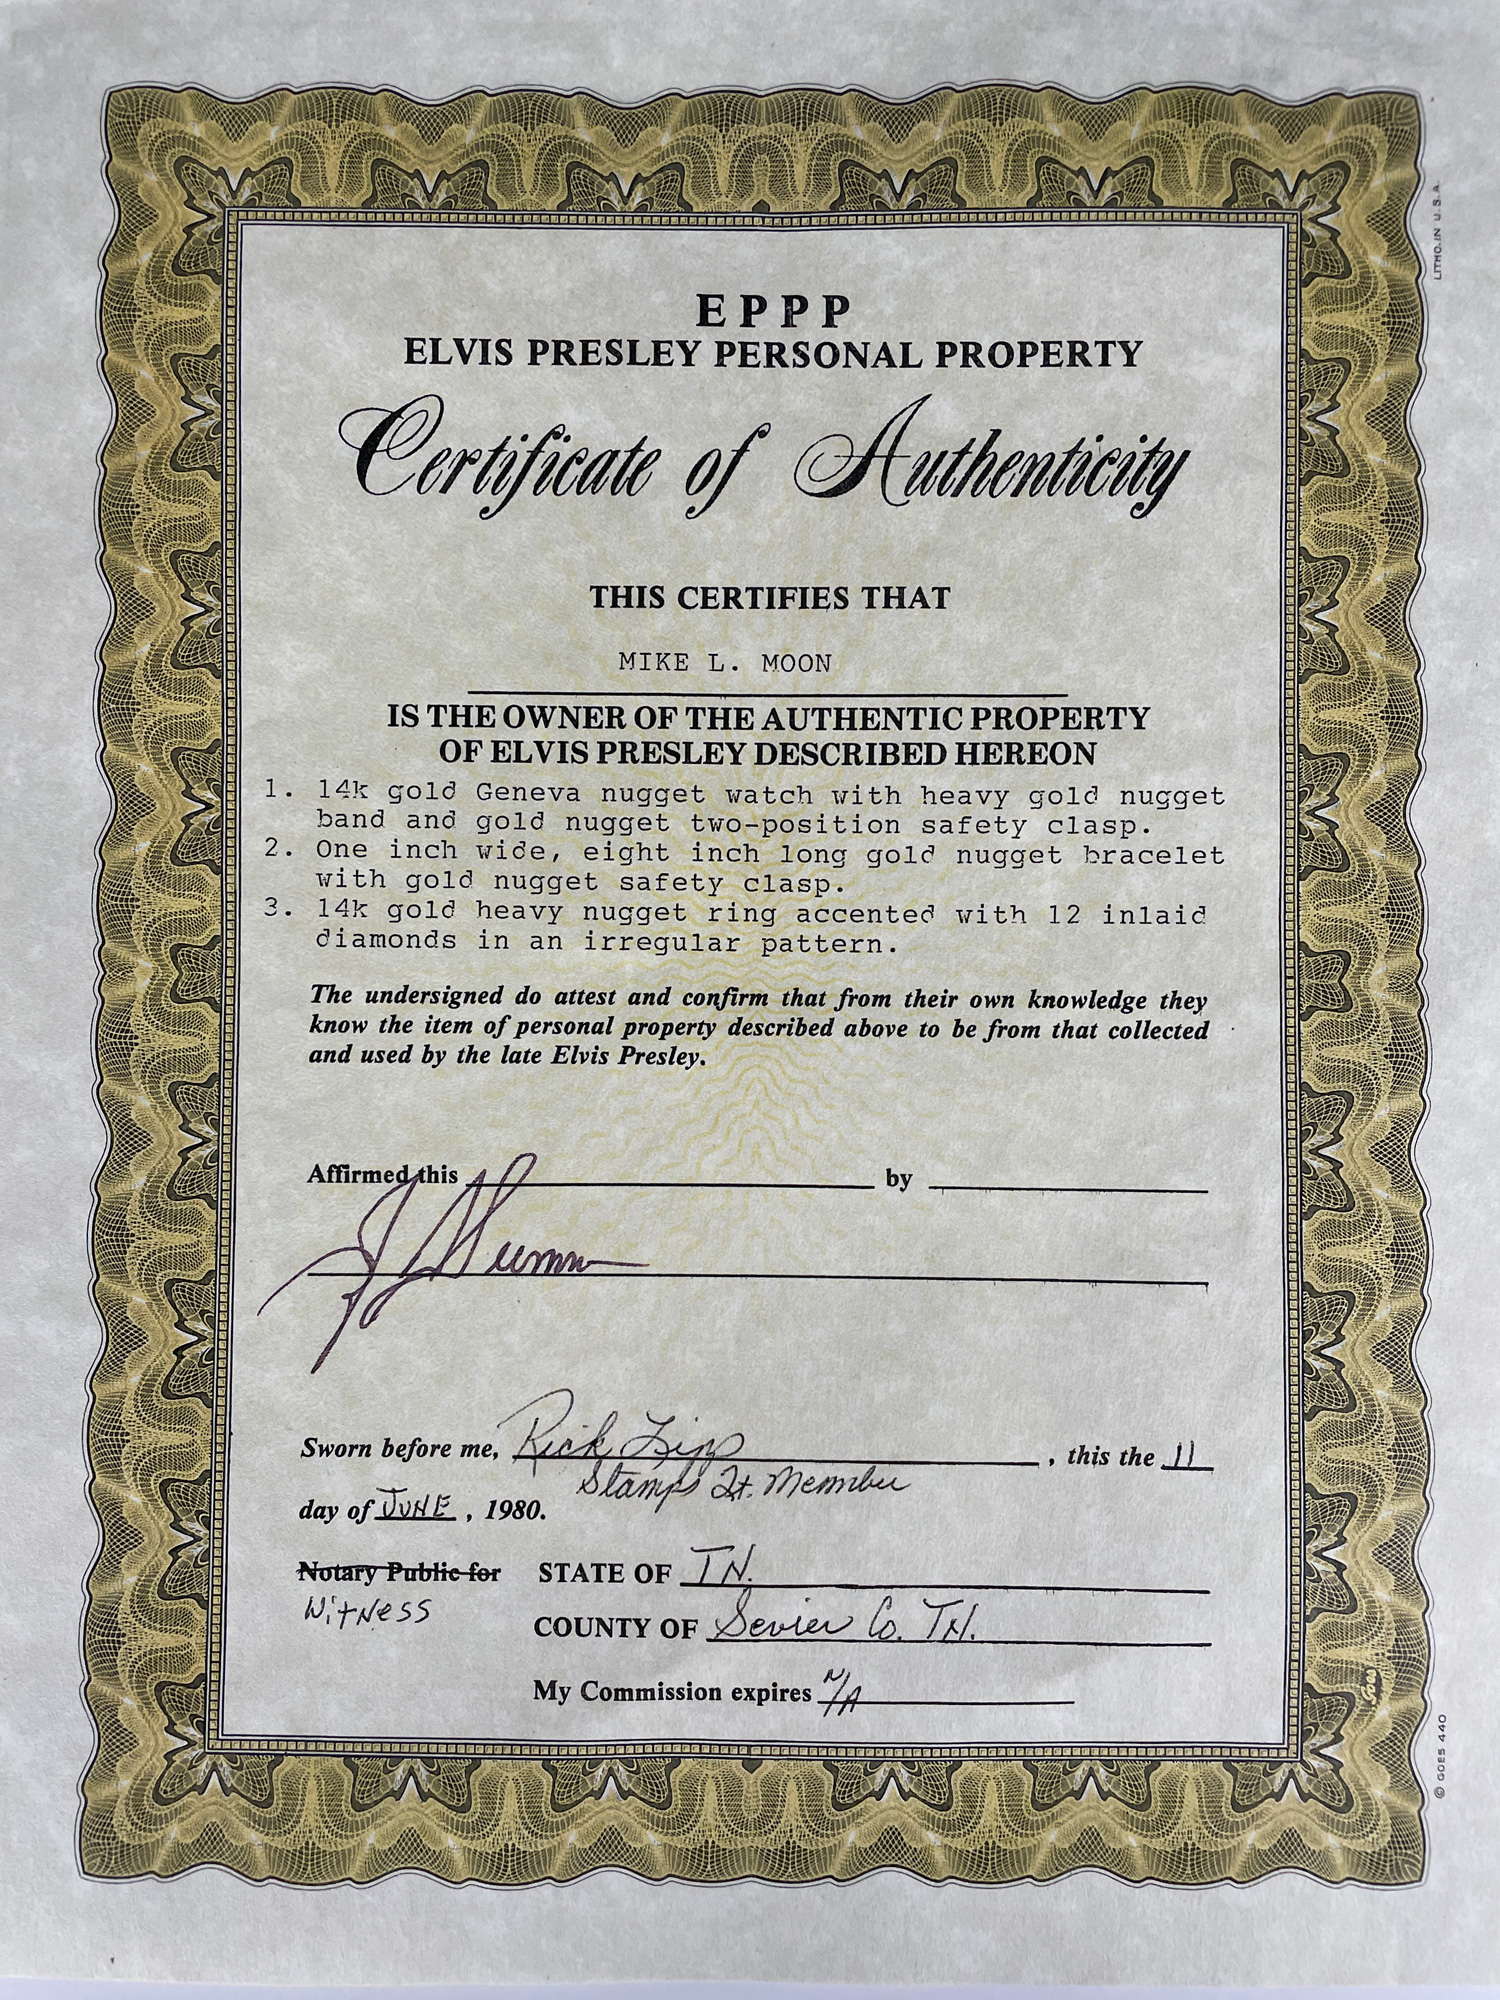 EPPP
ELVIS PRESLEY PERSONAL PROPERTY
Certificate of Authenticity
THIS CERTIFIES THAT
MIKE L. MOON
IS THE OWNER OF THE AUTHENTIC PROPERTY
OF ELVIS PRESLEY DESCRIBED HEREON
1. 14k gold Geneva nugget watch with heavy gold nugget
band and gold nugget two-position safety clasp.
2. One inch wide, eight inch long gold nugget bracelet
with gold nugget safety clasp.
3. 14k gold heavy nugget ring accented with 12 inlaid
diamonds in an irregular pattern.
The undersigned do attest and confirm that from their own knowledge they
know the item of personal property described above to be from that collected
and used by the late Elvis Presley.
Affirmed this by
Sworn before me, Rick , this the 11
Stamps Qt. Member
day of JUNE, 1980.
Notary Public for STATE OF TN.
Witness
COUNTY OF Sevier Co. TN.
My Commission expires N/A
LITHO. IN U.S.A.
Goes
© GOES 440